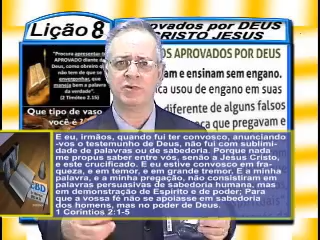 Lição 8
provados por DEUS
CRISTO JESUS
"Procura apresentar-te
APROVADO diante de
Deus, como obreiro que
não tem de que se
envergonhar, que
maneja bem a palavra
da verdade".
(2 Timóteo 2.15)
Que tipo de vaso
você é
OS APROVADOS POR DEUS
vam e ensinam sem engano.
ica usou de engano em suas
diferente de alguns falsos
que pregavam e
E eu, irmãos, quando fui ter convosco, anunciando-
vos o testemunho de Deus, não fui com sublimi-
dade de palavras ou de sabedoria. Porque nada
me propus saber entre vós, senão a Jesus Cristo,
e este crucificado. E eu estive convosco em fra-
queza, e em temor, e em grande tremor. E a minha
palavra, e a minha pregação, não consistiram em
palavras persuasivas de sabedoria humana, mas
em demonstração de Espírito e de poder; Para
que a vossa fé não se apoiasse em sabedoria
dos homens, mas no poder de Deus.
1 Coríntios 2:1-5